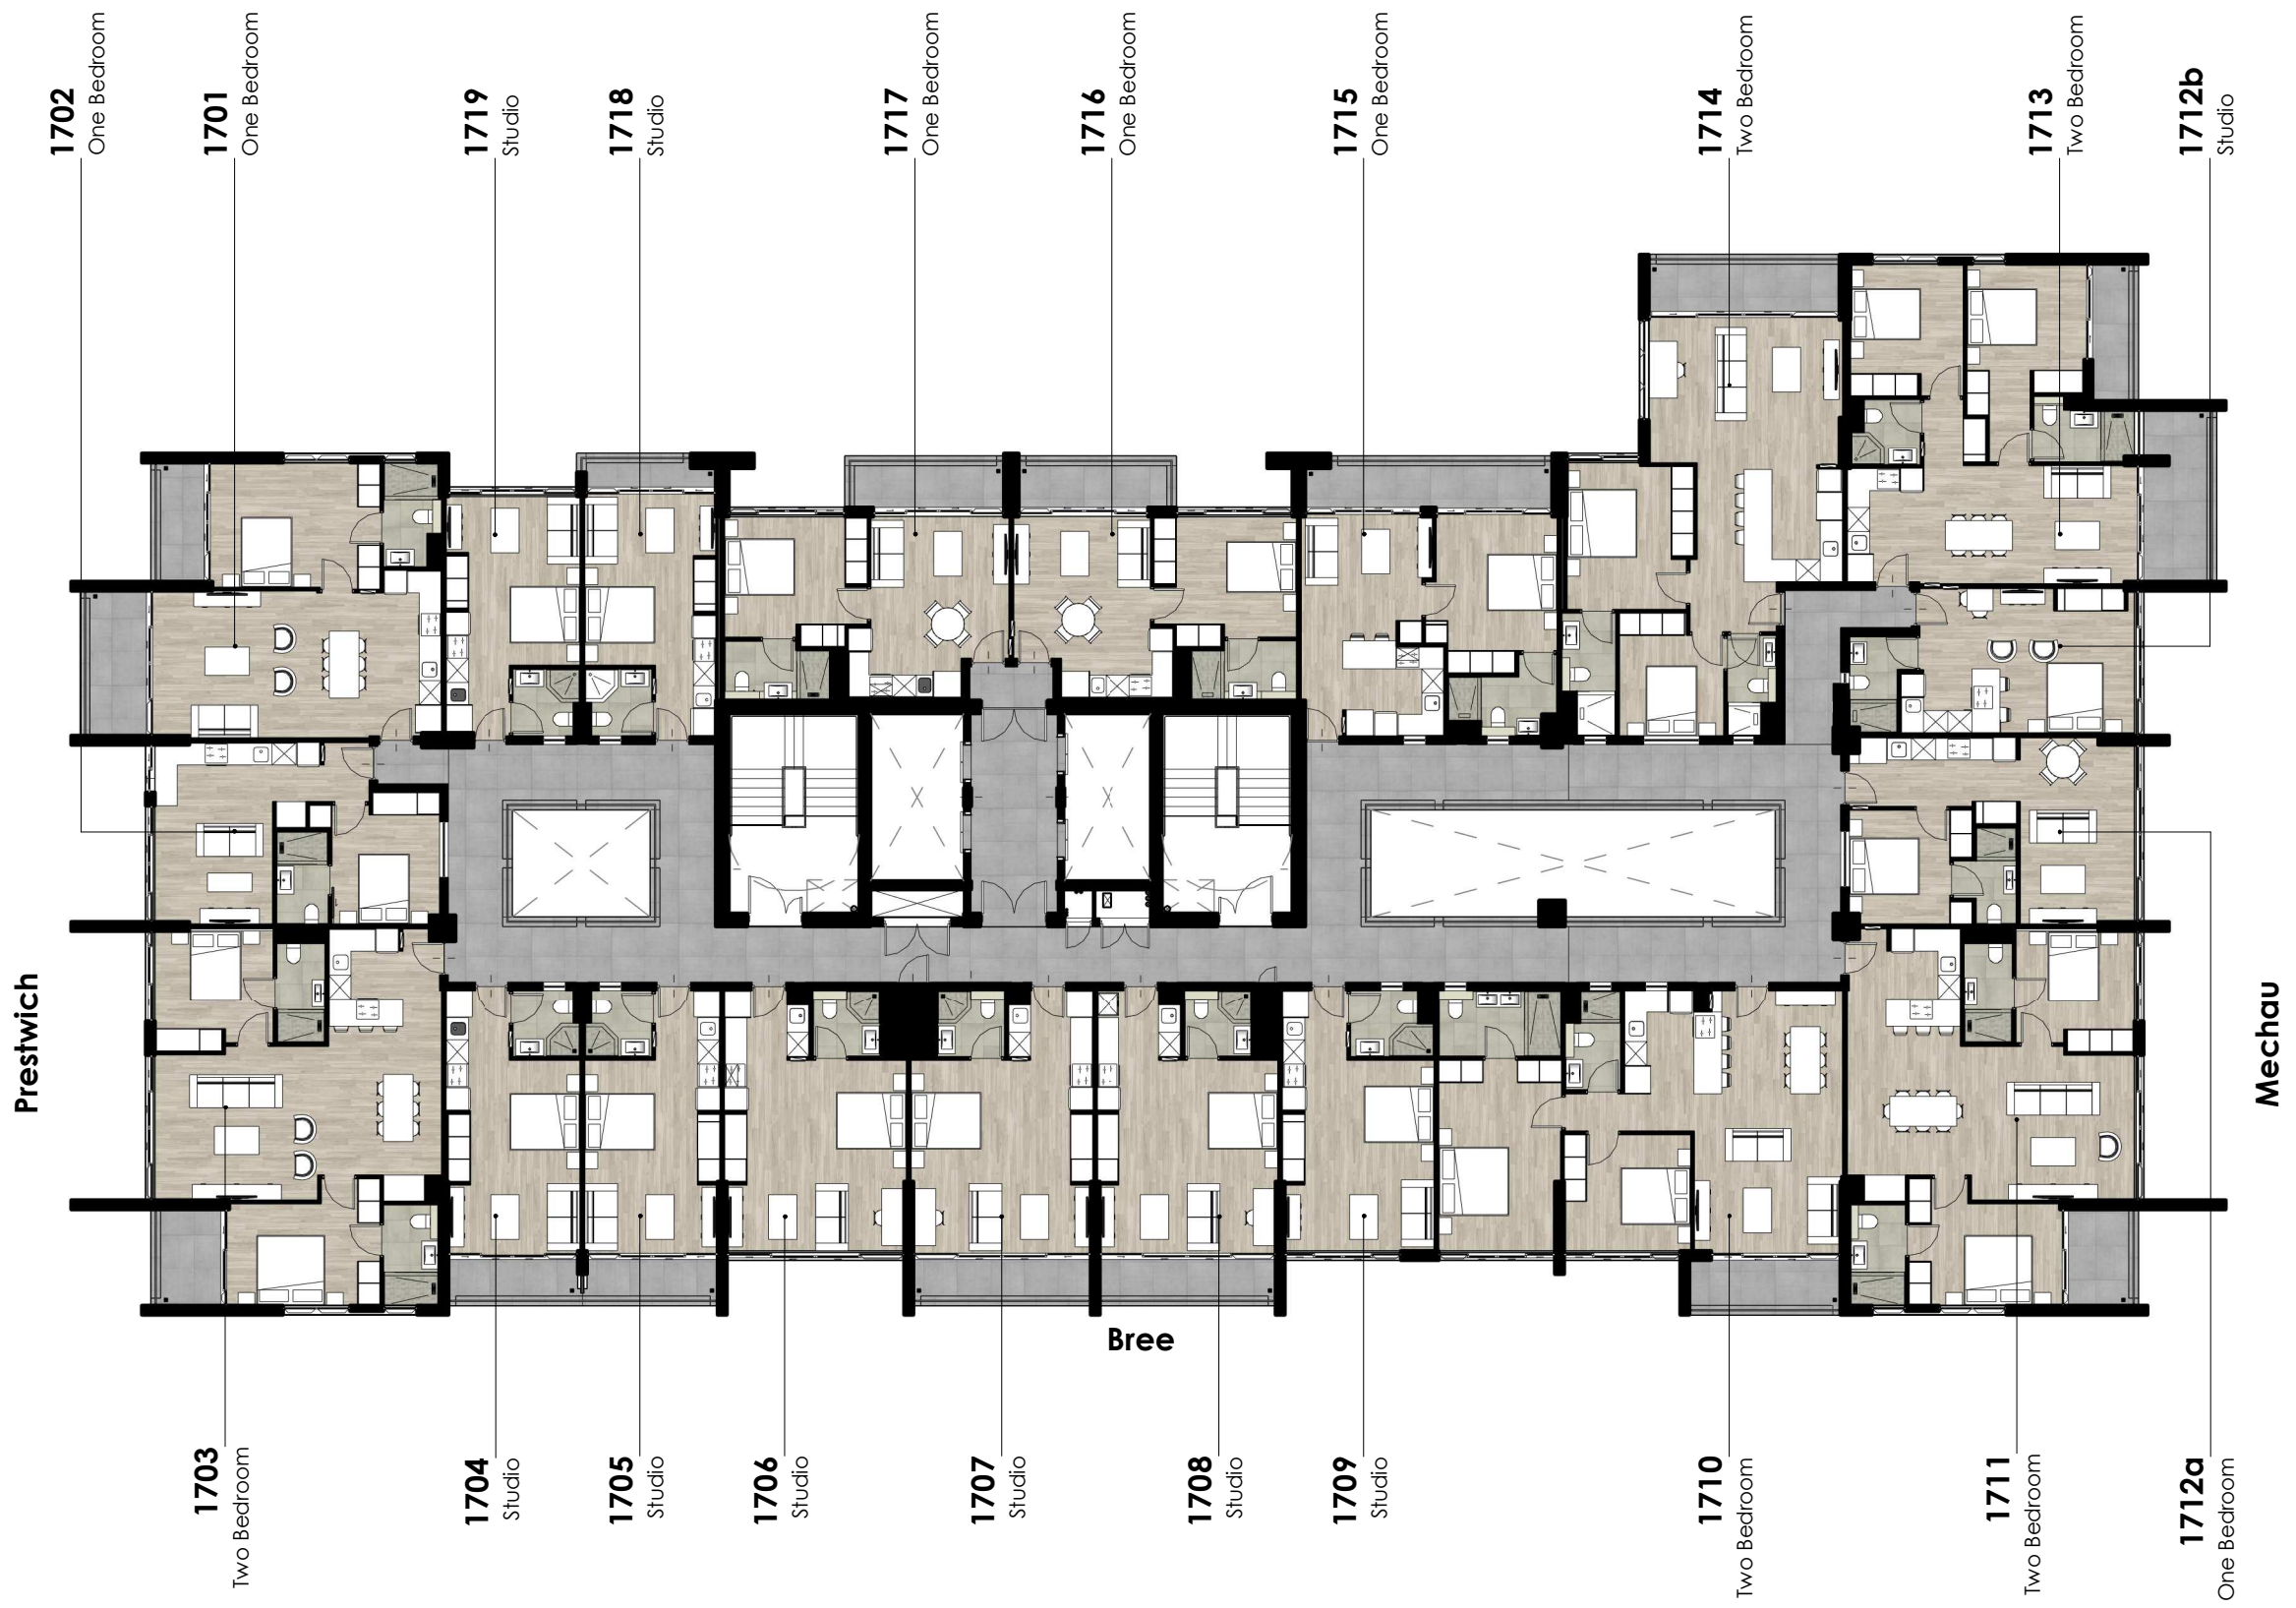 1702
One Bedroom
1701
One Bedroom
1719
Studio
1718
Studio
1717
One Bedroom
1716
One Bedroom
1715
One Bedroom
1714
Two Bedroom
1713
Two Bedroom
1712b
Studio
Prestwich
Mechau
Bree
1703
Two Bedroom
1704
Studio
1705
Studio
1706
Studio
1707
Studio
1708
Studio
1709
Studio
1710
Two Bedroom
1711
Two Bedroom
1712a
One Bedroom